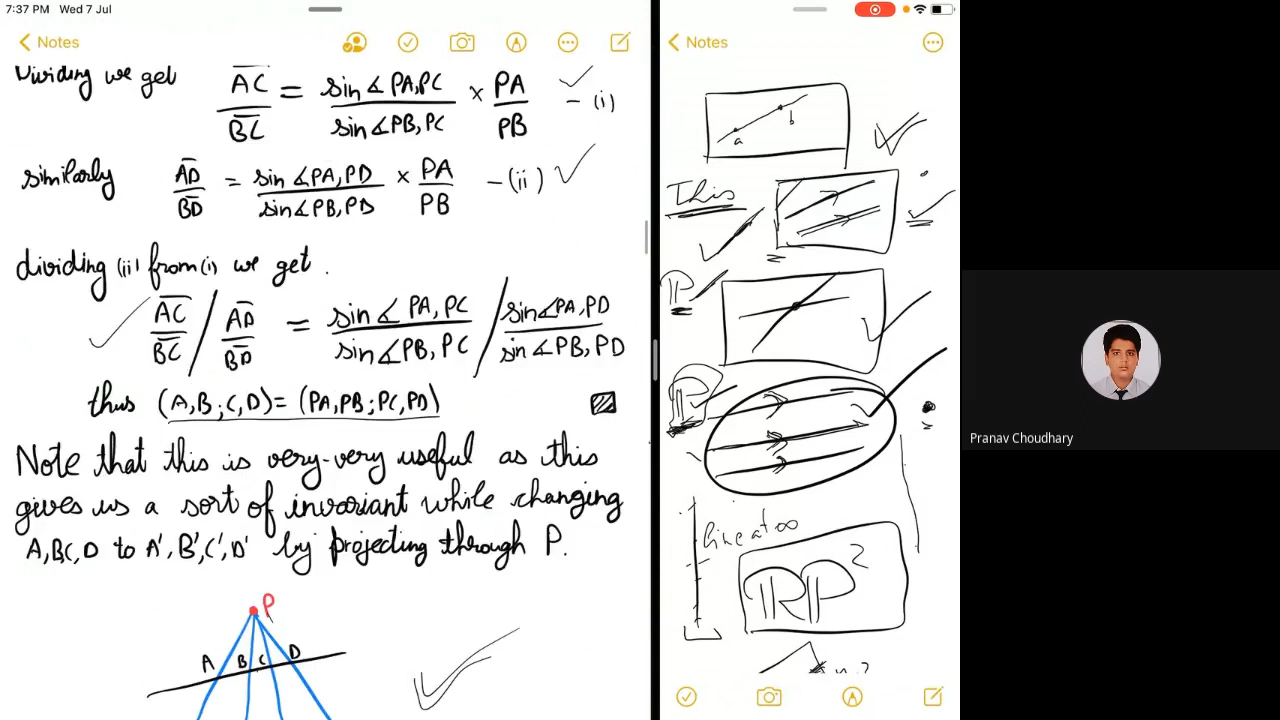 7:37 PM Wed 7 Jul
Notes
Dividing we get AC/BC = sin∡PA,PC/sin∡PB,PC × PA/PB - (i)
similarly AD/BD = sin∡PA,PD/sin∡PB,PD × PA/PB - (ii)
dividing (ii) from (i) we get.
AC/BC / AD/BD = sin∡PA,PC/sin∡PB,PC / sin∡PA,PD/sin∡PB,PD
thus (A,B;C,D)=(PA,PB;PC,PD)
Note that this is very-very useful as this
gives us a sort of invariant while changing
A,B,C,D to A',B',C',D' by projecting through P.
P
A B C D
Notes
a b
This
P
P
line at ∞
RP²
Pranav Choudhary